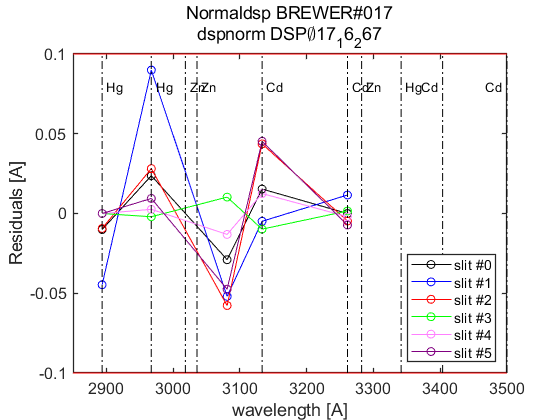 Normaldsp BREWER#017
dspnorm DSP∅17₁6₂67
0.1
Hg Hg Zn Zn Cd Cd Zn Hg Cd Cd
0.05
Residuals [A]
0
-0.05
slit #0
slit #1
slit #2
slit #3
slit #4
slit #5
-0.1
2900 3000 3100 3200 3300 3400 3500
wavelength [A]